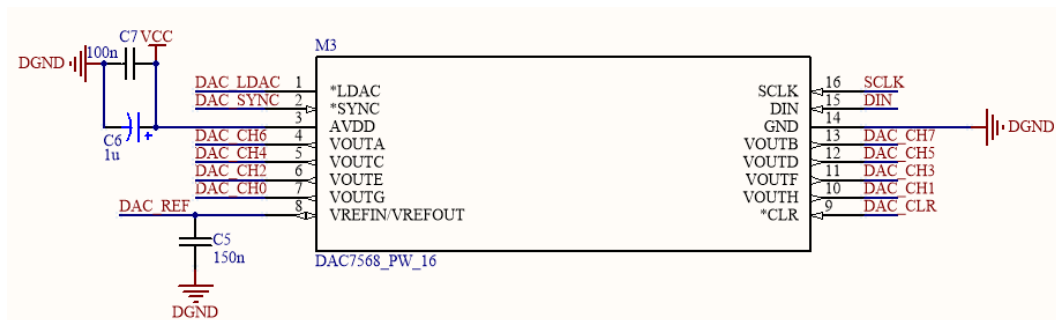 C7 VCC
M3
DGND 100n
DAC_LDAC 1 *LDAC SCLK 16 SCLK
DAC_SYNC 2 *SYNC DIN 15 DIN
3 AVDD GND 14 DGND
C6
1u
DAC_CH6 4 VOUTA VOUTB 13 DAC_CH7
DAC_CH4 5 VOUTC VOUTD 12 DAC_CH5
DAC_CH2 6 VOUTE VOUTF 11 DAC_CH3
DAC_CH0 7 VOUTG VOUTH 10 DAC_CH1
DAC_REF 8 VREFIN/VREFOUT *CLR 9 DAC_CLR
C5
150n
DAC7568_PW_16
DGND